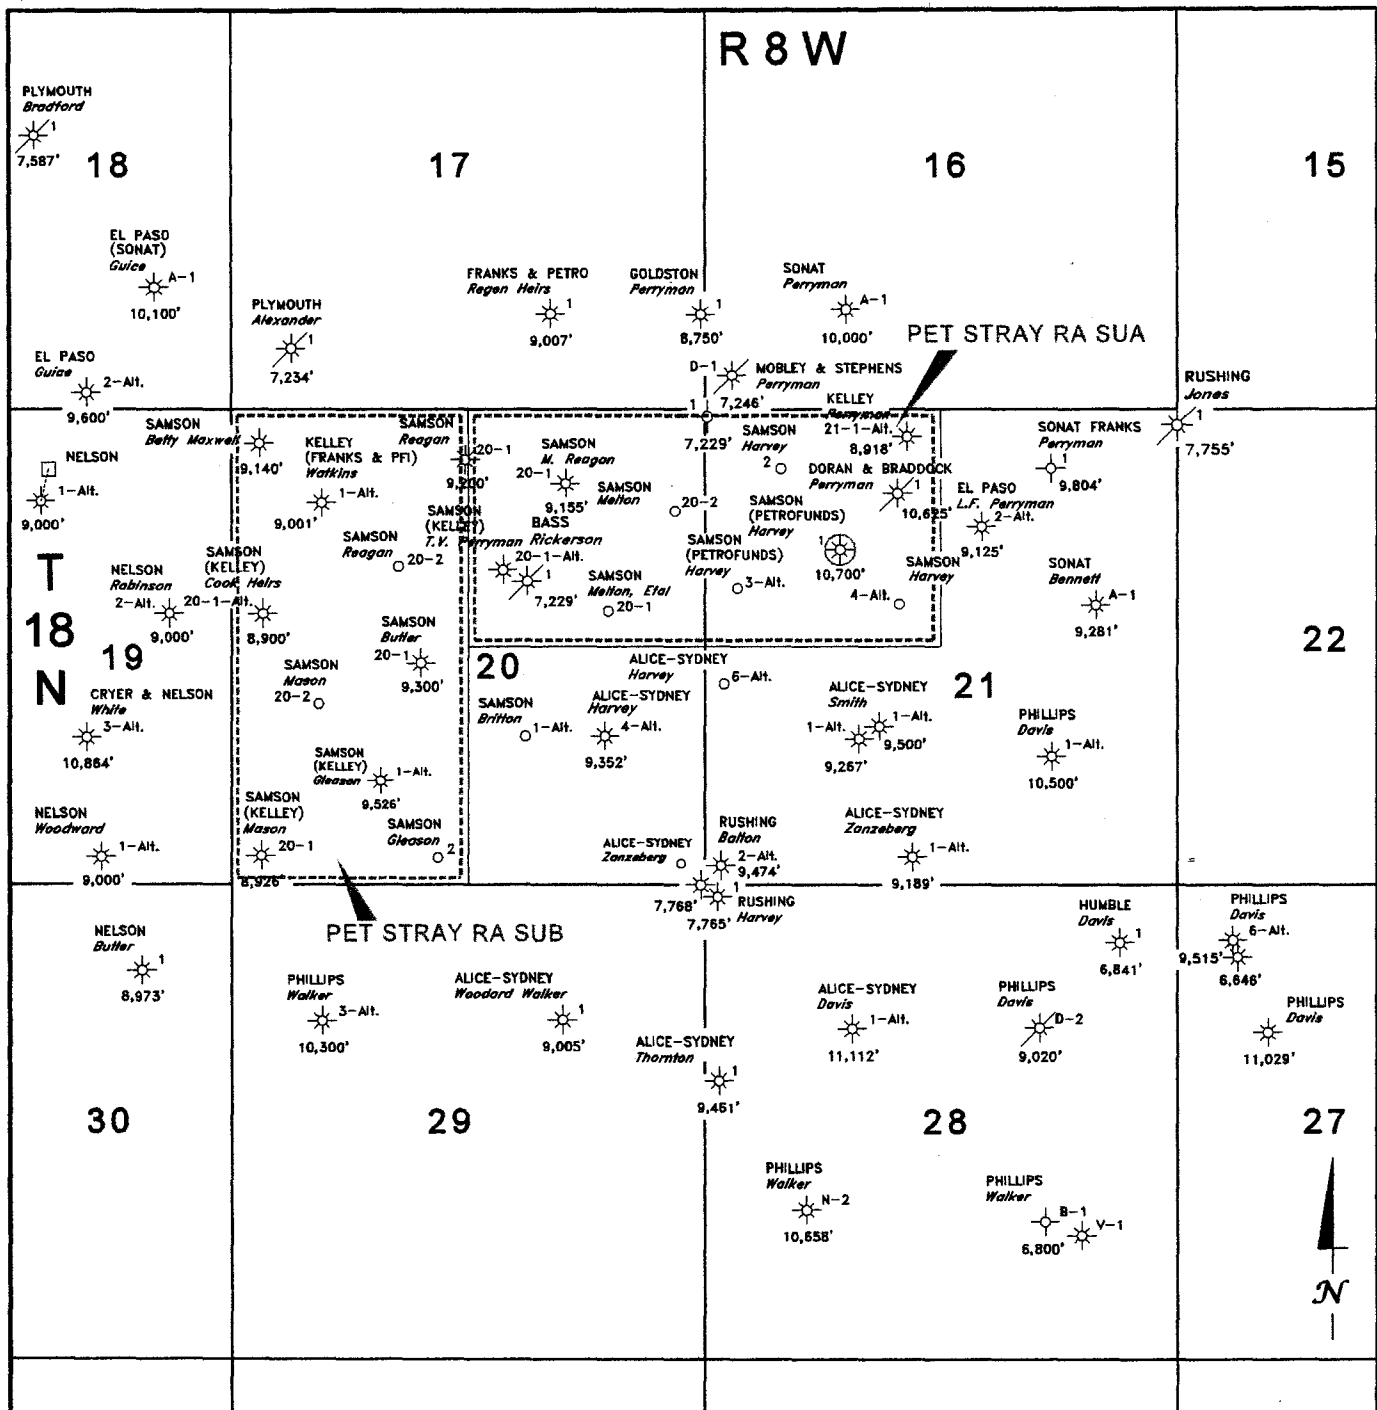 R 8 W
PLYMOUTH
Bradford
1
7,587'
18
17
16
15
EL PASO
(SONAT)
Guice
A-1
10,100'
PLYMOUTH
Alexander
1
7,234'
FRANKS & PETRO
Regen Heirs
1
9,007'
GOLDSTON
Perryman
1
8,750'
SONAT
Perryman
A-1
10,000'
PET STRAY RA SUA
EL PASO
Guice
2-Alt.
9,600'
D-1
MOBLEY & STEPHENS
Perryman
7,246'
RUSHING
Jones
1
7,755'
SAMSON
Betty Maxwell
9,140'
KELLEY
(FRANKS & PFI)
Watkins
1-Alt.
9,001'
SAMSON
Reagan
20-1
9,200'
SAMSON
M. Reagan
20-1
9,155'
1
7,229'
SAMSON
Harvey
2
KELLEY
Perryman
21-1-Alt.
8,918'
SONAT FRANKS
Perryman
1
9,804'
NELSON
1-Alt.
9,000'
SAMSON
Melton
20-2
DORAN & BRADDOCK
Perryman
1
10,625'
EL PASO
L.F. Perryman
2-Alt.
9,125'
SAMSON
(KELLEY)
T.Y. Perryman
20-1-Alt.
BASS
Rickerson
1
7,229'
SAMSON
(PETROFUNDS)
Harvey
1
10,700'
SAMSON
Reagan
20-2
SAMSON
(PETROFUNDS)
Harvey
3-Alt.
SAMSON
Harvey
4-Alt.
T
18
N
NELSON
Robinson
2-Alt.
9,000'
SAMSON
(KELLEY)
Cook Heirs
20-1-Alt.
8,900'
SAMSON
Melton, Etal
20-1
SONAT
Bennett
A-1
9,281'
SAMSON
Butler
20-1
9,300'
19
20
21
22
SAMSON
Mason
20-2
ALICE-SYDNEY
Harvey
6-Alt.
CRYER & NELSON
White
3-Alt.
10,864'
SAMSON
Britton
1-Alt.
ALICE-SYDNEY
Harvey
4-Alt.
9,352'
ALICE-SYDNEY
Smith
1-Alt.
1-Alt.
9,500'
9,267'
PHILLIPS
Davis
1-Alt.
10,500'
SAMSON
(KELLEY)
Gleason
1-Alt.
9,526'
NELSON
Woodward
1-Alt.
9,000'
SAMSON
(KELLEY)
Mason
20-1
8,926'
SAMSON
Gleason
2
ALICE-SYDNEY
Zanzeberg
RUSHING
Balton
2-Alt.
9,474'
ALICE-SYDNEY
Zanzeberg
1-Alt.
9,189'
7,768'
1
RUSHING
Harvey
7,765'
PET STRAY RA SUB
NELSON
Butler
1
8,973'
HUMBLE
Davis
1
6,841'
PHILLIPS
Davis
6-Alt.
9,515'
6,646'
PHILLIPS
Walker
3-Alt.
10,300'
ALICE-SYDNEY
Woodard Walker
1
9,005'
ALICE-SYDNEY
Davis
1-Alt.
11,112'
PHILLIPS
Davis
D-2
9,020'
PHILLIPS
Davis
11,029'
ALICE-SYDNEY
Thornton
1
9,461'
30
29
28
27
PHILLIPS
Walker
N-2
10,658'
PHILLIPS
Walker
B-1
6,800'
V-1
N